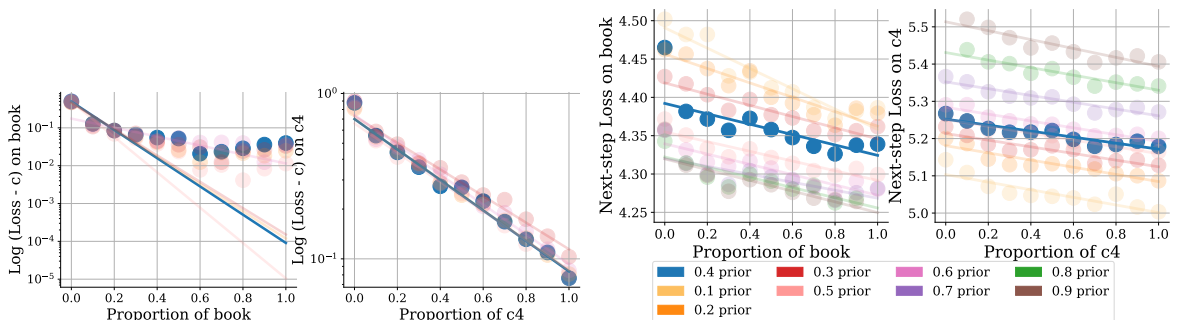 Log (Loss - c) on book
10⁻¹
10⁻²
10⁻³
10⁻⁴
10⁻⁵
0.0 0.2 0.4 0.6 0.8 1.0
Proportion of book
Log (Loss - c) on c4
10⁰
10⁻¹
0.0 0.2 0.4 0.6 0.8 1.0
Proportion of c4
Next-step Loss on book
4.50
4.45
4.40
4.35
4.30
4.25
0.0 0.2 0.4 0.6 0.8 1.0
Proportion of book
Next-step Loss on c4
5.5
5.4
5.3
5.2
5.1
5.0
0.0 0.2 0.4 0.6 0.8 1.0
Proportion of c4
0.4 prior 0.3 prior 0.6 prior 0.8 prior
0.1 prior 0.5 prior 0.7 prior 0.9 prior
0.2 prior